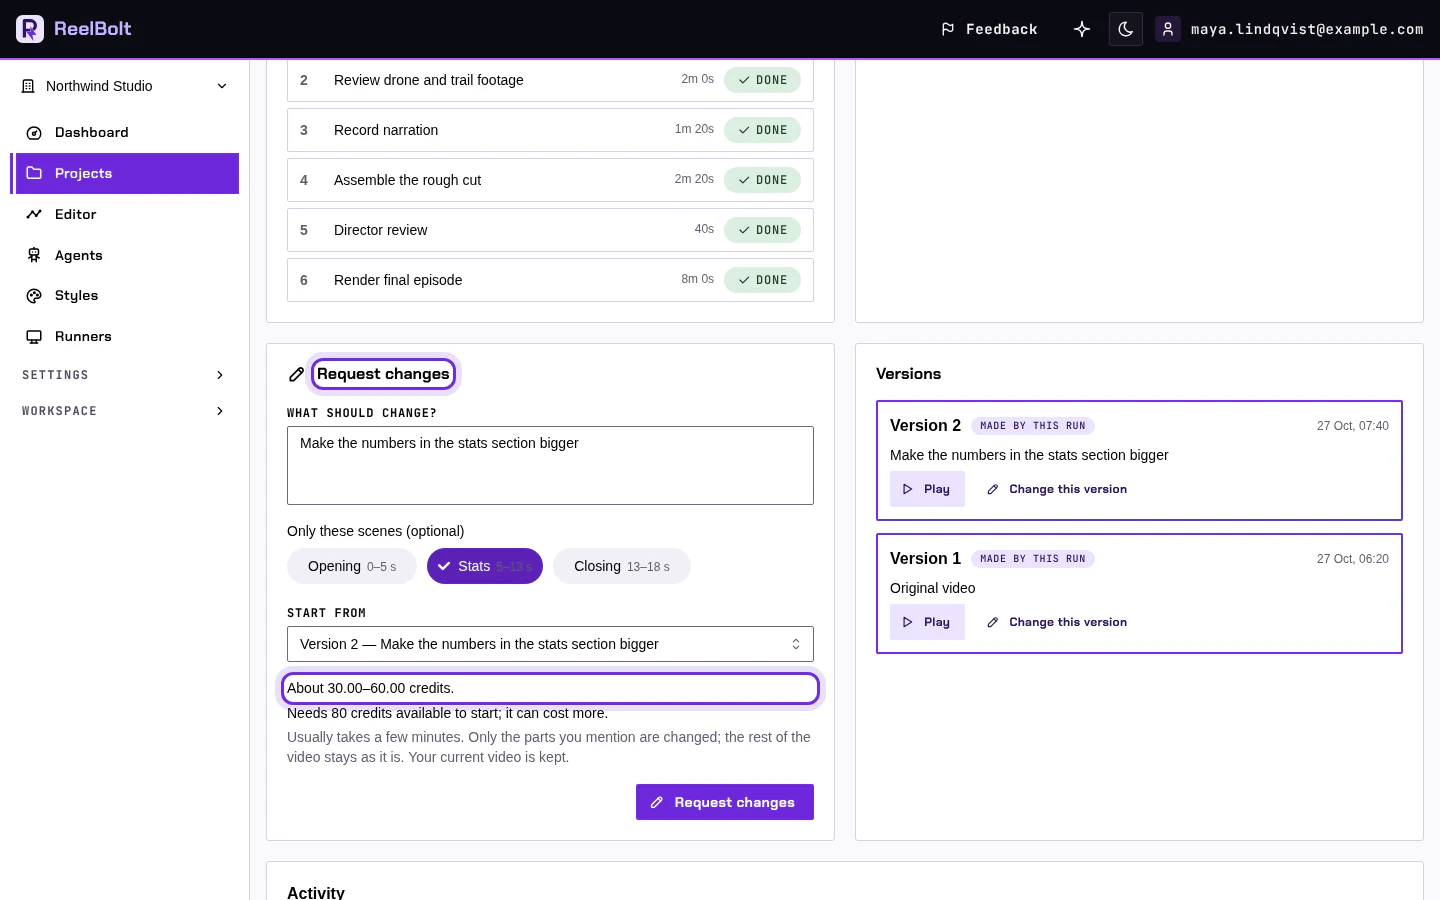 ReelBolt
Feedback
maya.lindqvist@example.com
Northwind Studio
Dashboard
Projects
Editor
Agents
Styles
Runners
SETTINGS
WORKSPACE
2 Review drone and trail footage 2m 0s DONE
3 Record narration 1m 20s DONE
4 Assemble the rough cut 2m 20s DONE
5 Director review 40s DONE
6 Render final episode 8m 0s DONE
Request changes
WHAT SHOULD CHANGE?
Make the numbers in the stats section bigger
Only these scenes (optional)
Opening 0–5 s Stats 5–13 s Closing 13–18 s
START FROM
Version 2 — Make the numbers in the stats section bigger
About 30.00–60.00 credits.
Needs 80 credits available to start; it can cost more.
Usually takes a few minutes. Only the parts you mention are changed; the rest of the
video stays as it is. Your current video is kept.
Request changes
Versions
Version 2 MADE BY THIS RUN 27 Oct, 07:40
Make the numbers in the stats section bigger
Play Change this version
Version 1 MADE BY THIS RUN 27 Oct, 06:20
Original video
Play Change this version
Activity